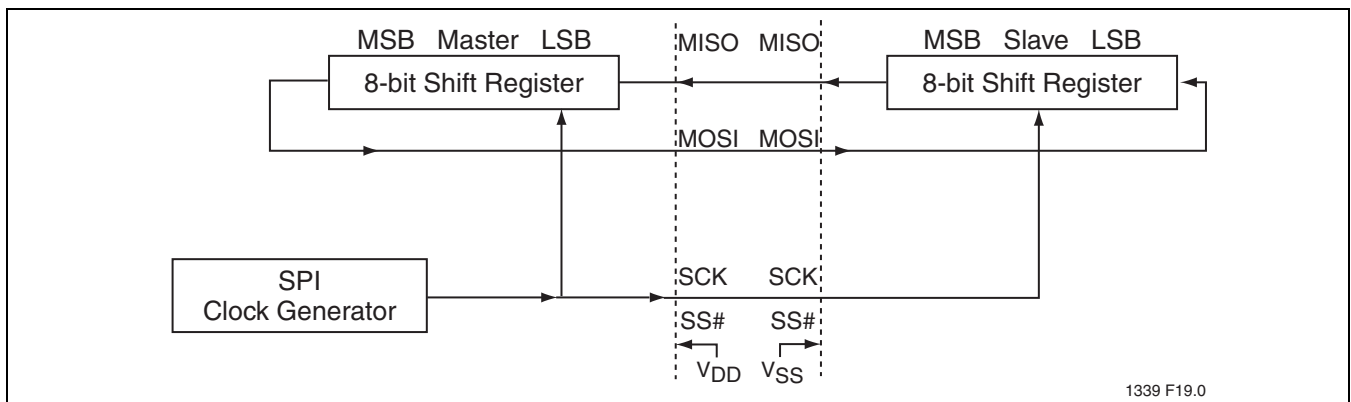 MSB Master LSB
MISO MISO
MSB Slave LSB
8-bit Shift Register
8-bit Shift Register
MOSI MOSI
SPI
Clock Generator
SCK SCK
SS# SS#
VDD VSS
1339 F19.0